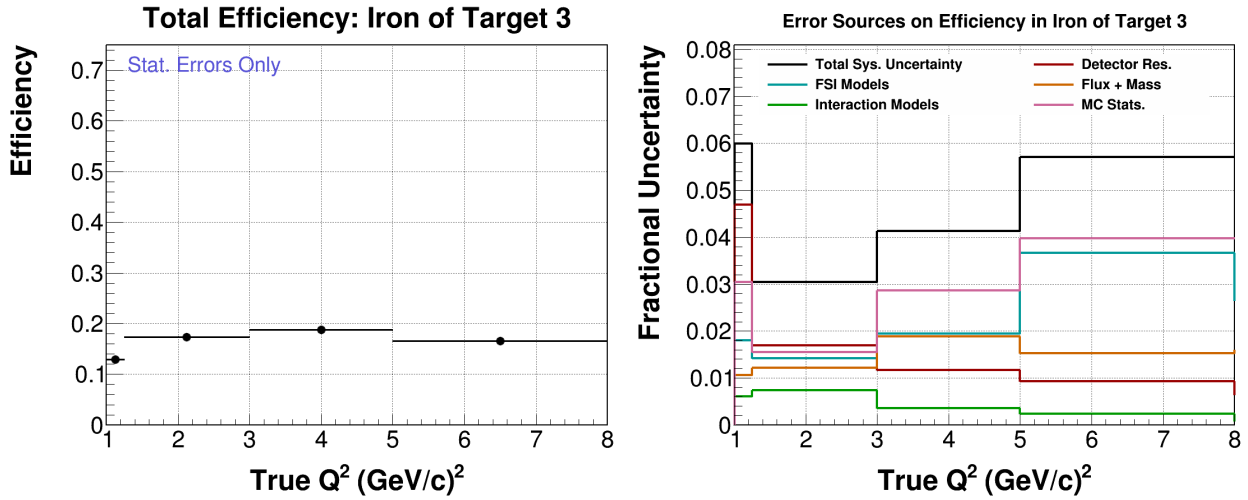 Total Efficiency: Iron of Target 3
Stat. Errors Only
Efficiency
0.7
0.6
0.5
0.4
0.3
0.2
0.1
0
1 2 3 4 5 6 7 8
True Q² (GeV/c)²
Error Sources on Efficiency in Iron of Target 3
Total Sys. Uncertainty
FSI Models
Interaction Models
Detector Res.
Flux + Mass
MC Stats.
Fractional Uncertainty
0.08
0.07
0.06
0.05
0.04
0.03
0.02
0.01
0
1 2 3 4 5 6 7 8
True Q² (GeV/c)²